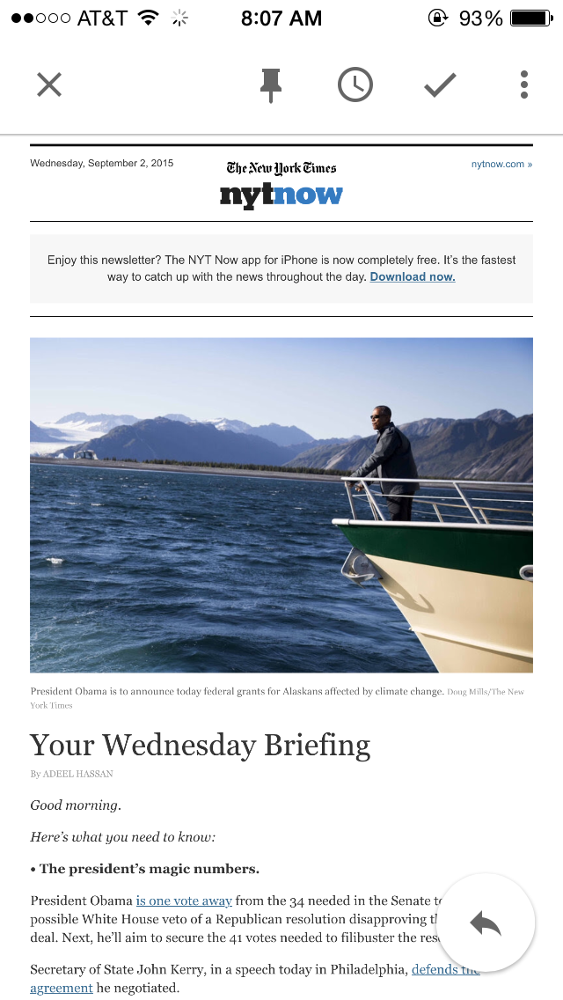 AT&T 8:07 AM 93%
Wednesday, September 2, 2015
The New York Times
nytnow
nytnow.com »
Enjoy this newsletter? The NYT Now app for iPhone is now completely free. It's the fastest
way to catch up with the news throughout the day. Download now.
President Obama is to announce today federal grants for Alaskans affected by climate change. Doug Mills/The New
York Times
Your Wednesday Briefing
By ADEEL HASSAN
Good morning.
Here's what you need to know:
• The president's magic numbers.
President Obama is one vote away from the 34 needed in the Senate to
possible White House veto of a Republican resolution disapproving
deal. Next, he'll aim to secure the 41 votes needed to filibuster the
Secretary of State John Kerry, in a speech today in Philadelphia, defends the
agreement he negotiated.